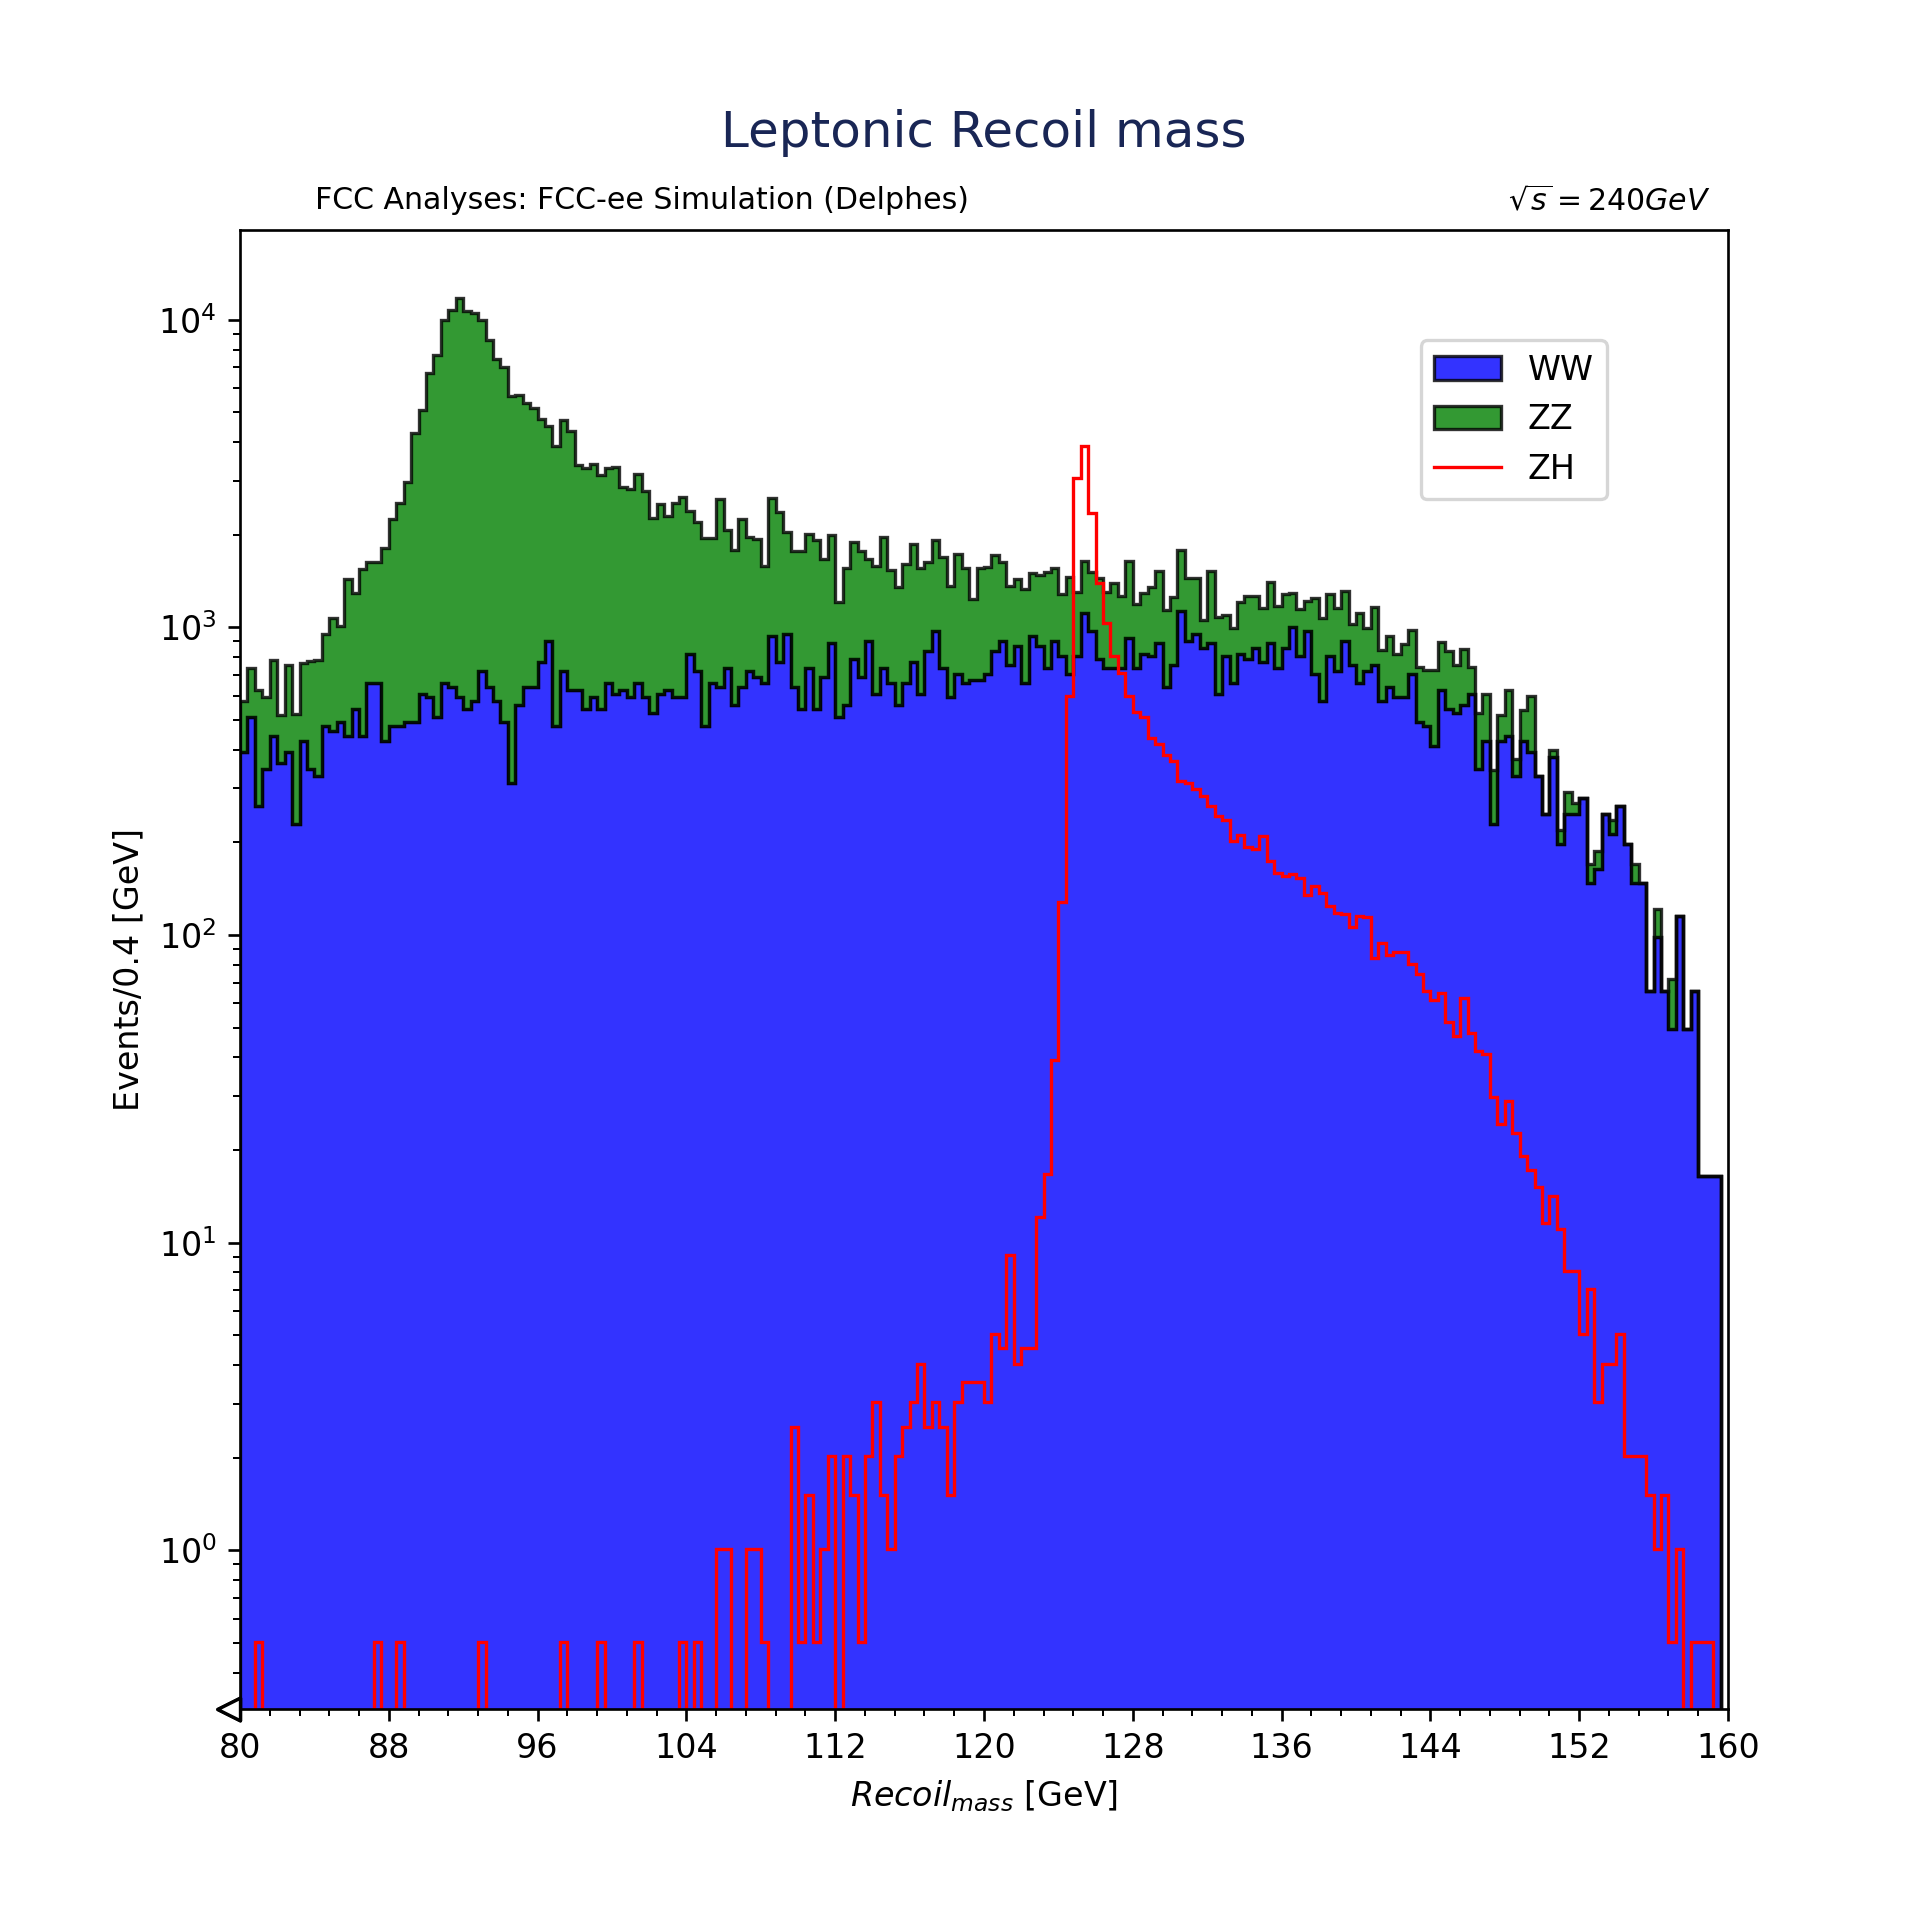 Leptonic Recoil mass
FCC Analyses: FCC-ee Simulation (Delphes)
√s = 240GeV
WW
ZZ
ZH
Events/0.4 [GeV]
10⁴
10³
10²
10¹
10⁰
80 88 96 104 112 120 128 136 144 152 160
Recoil_mass [GeV]